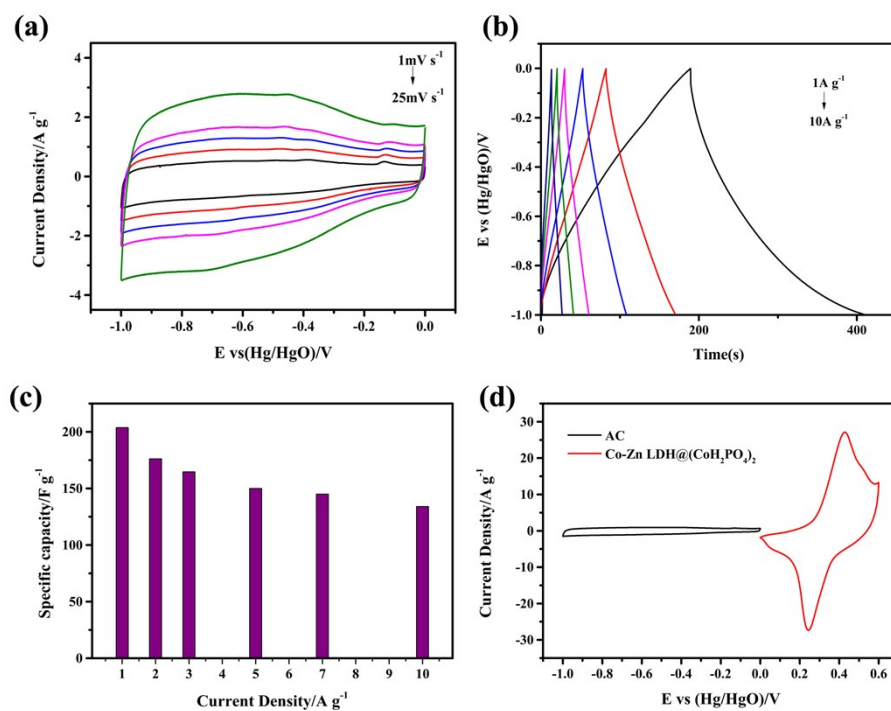 (a)
1mV s⁻¹
25mV s⁻¹
Current Density/A g⁻¹
4
2
0
-2
-4
-1.0 -0.8 -0.6 -0.4 -0.2 0.0
E vs(Hg/HgO)/V
(b)
1A g⁻¹
10A g⁻¹
E vs (Hg/HgO)/V
0.0
-0.2
-0.4
-0.6
-0.8
-1.0
0 200 400
Time(s)
(c)
Specific capacity/F g⁻¹
200
150
100
50
0
1 2 3 4 5 6 7 8 9 10
Current Density/A g⁻¹
(d)
AC
Co-Zn LDH@(CoH₂PO₄)₂
Current Density/A g⁻¹
30
20
10
0
-10
-20
-30
-1.0 -0.8 -0.6 -0.4 -0.2 0.0 0.2 0.4 0.6
E vs (Hg/HgO)/V